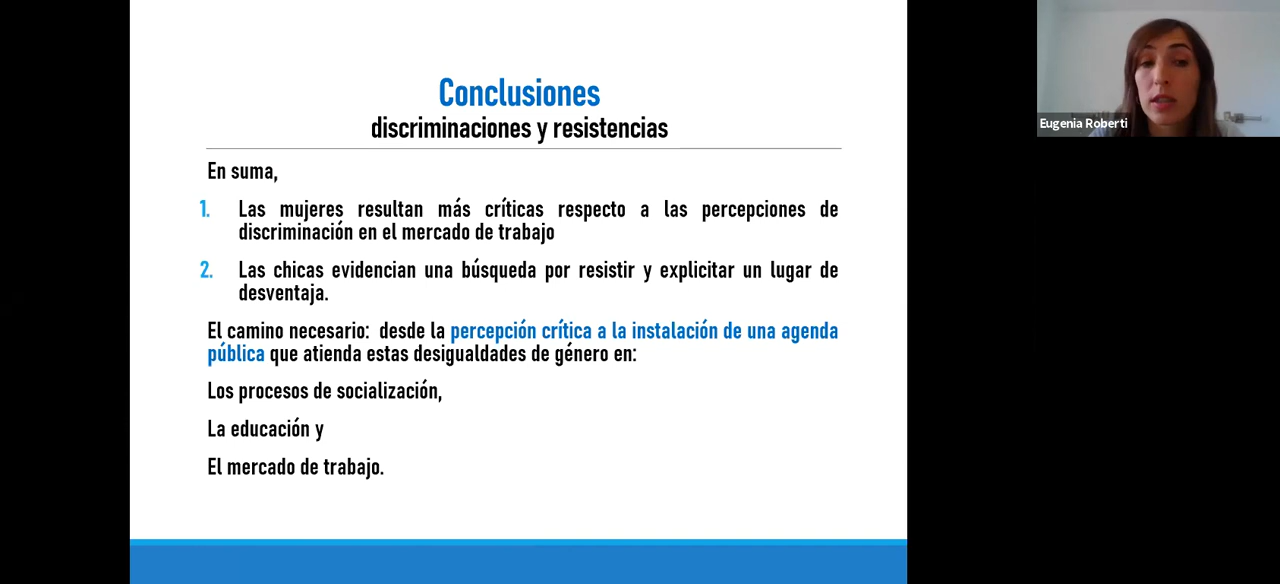 Conclusiones
discriminaciones y resistencias
En suma,
1. Las mujeres resultan más críticas respecto a las percepciones de
discriminación en el mercado de trabajo
2. Las chicas evidencian una búsqueda por resistir y explicitar un lugar de
desventaja.
El camino necesario: desde la percepción crítica a la instalación de una agenda
pública que atienda estas desigualdades de género en:
Los procesos de socialización,
La educación y
El mercado de trabajo.
Eugenia Roberti